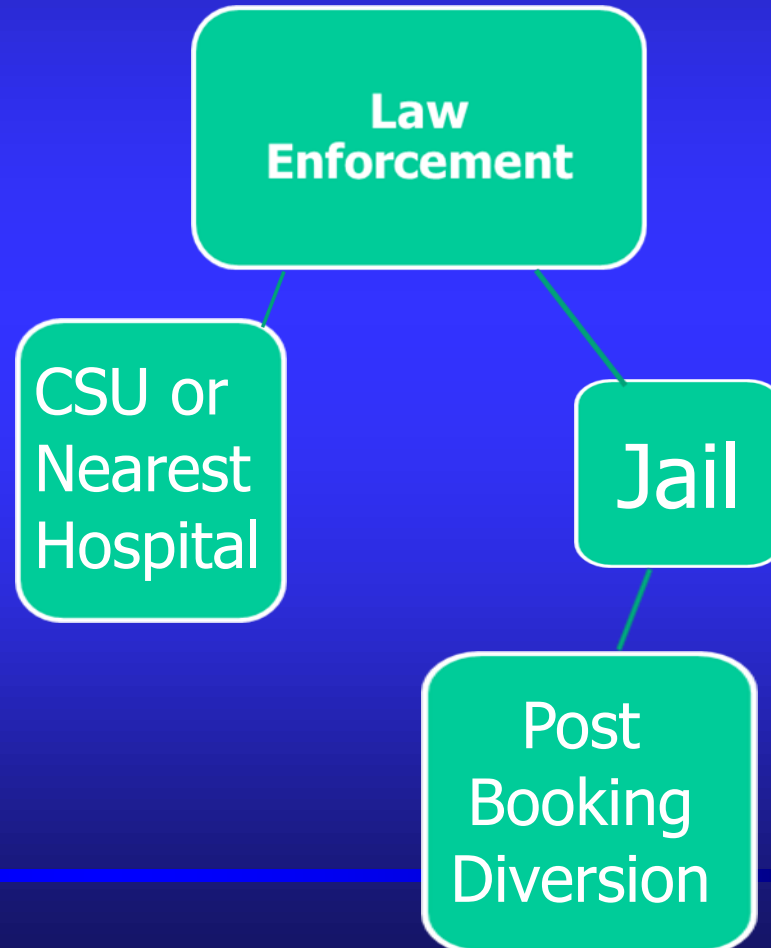 Law
Enforcement
CSU or
Nearest
Hospital
Jail
Post
Booking
Diversion